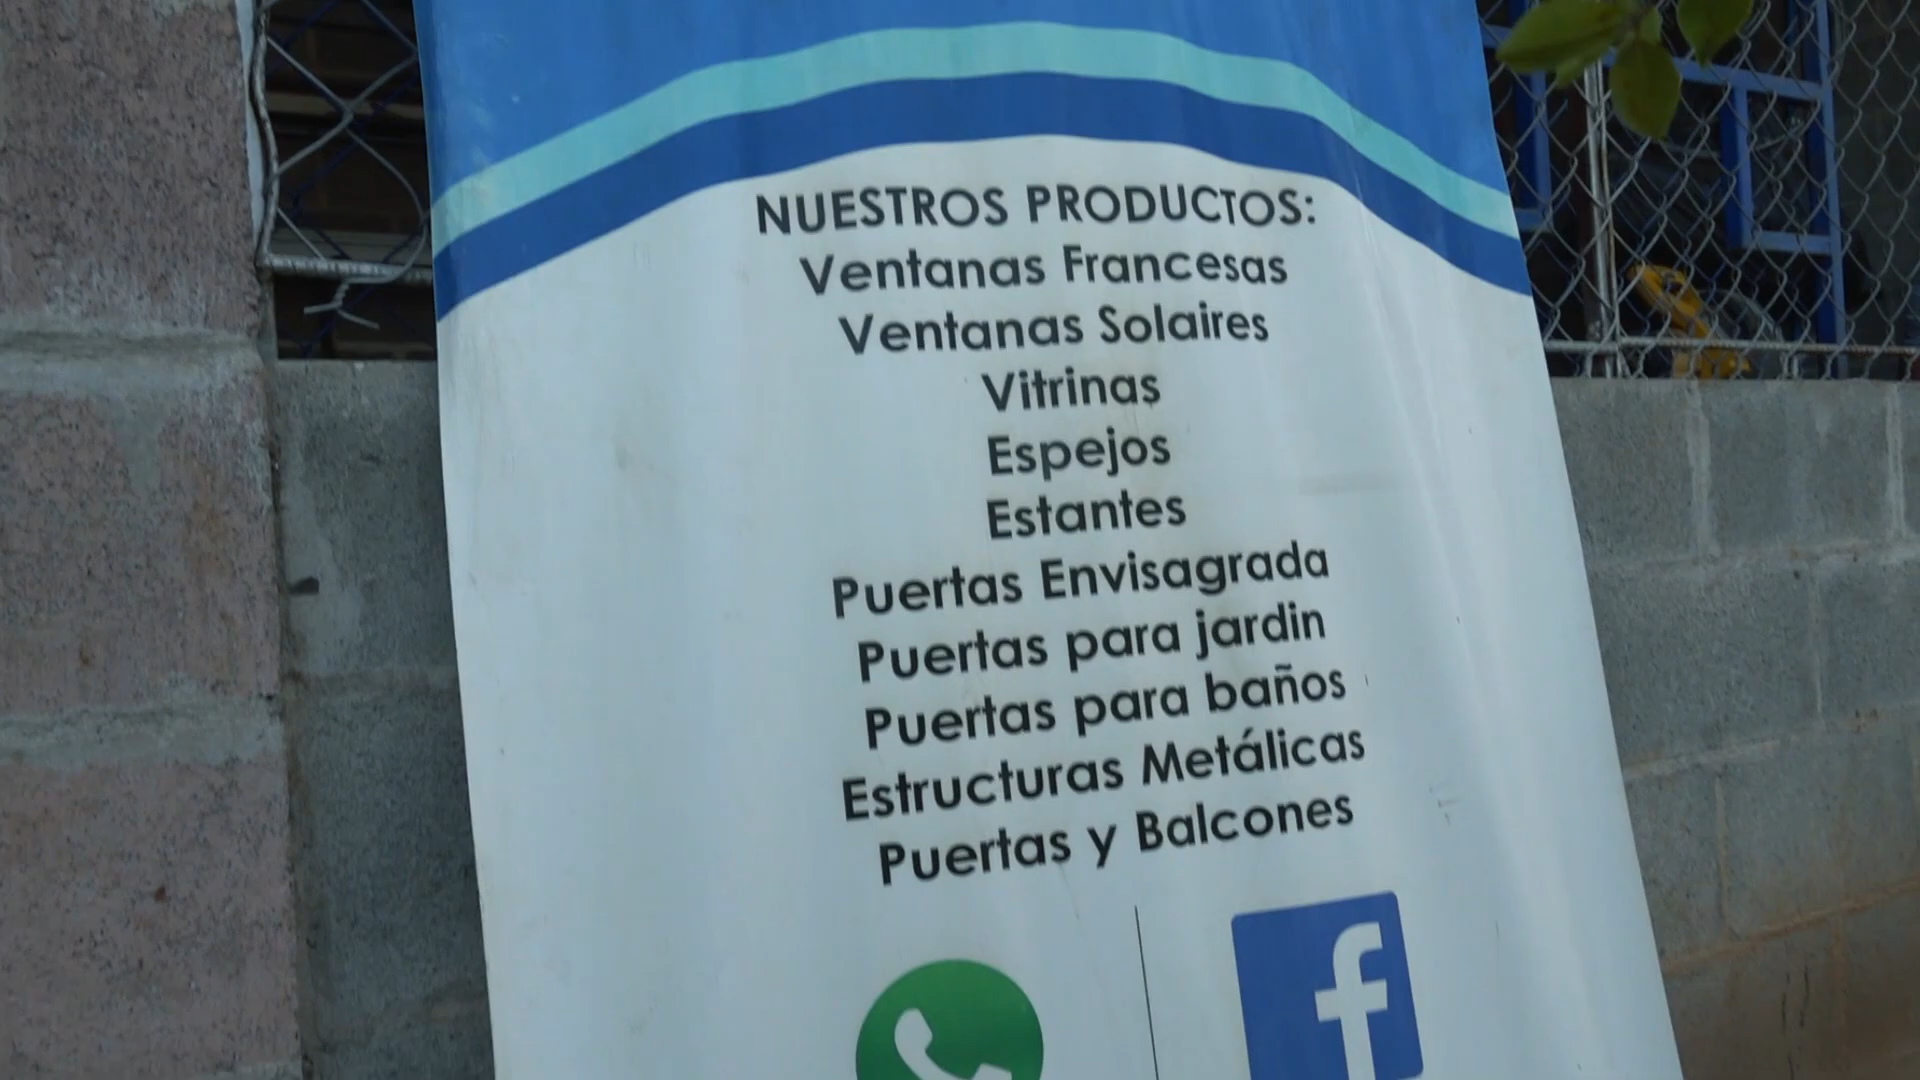 NUESTROS PRODUCTOS:
Ventanas Francesas
Ventanas Solaires
Vitrinas
Espejos
Estantes
Puertas Envisagrada
Puertas para jardin
Puertas para baños
Estructuras Metálicas
Puertas y Balcones
f